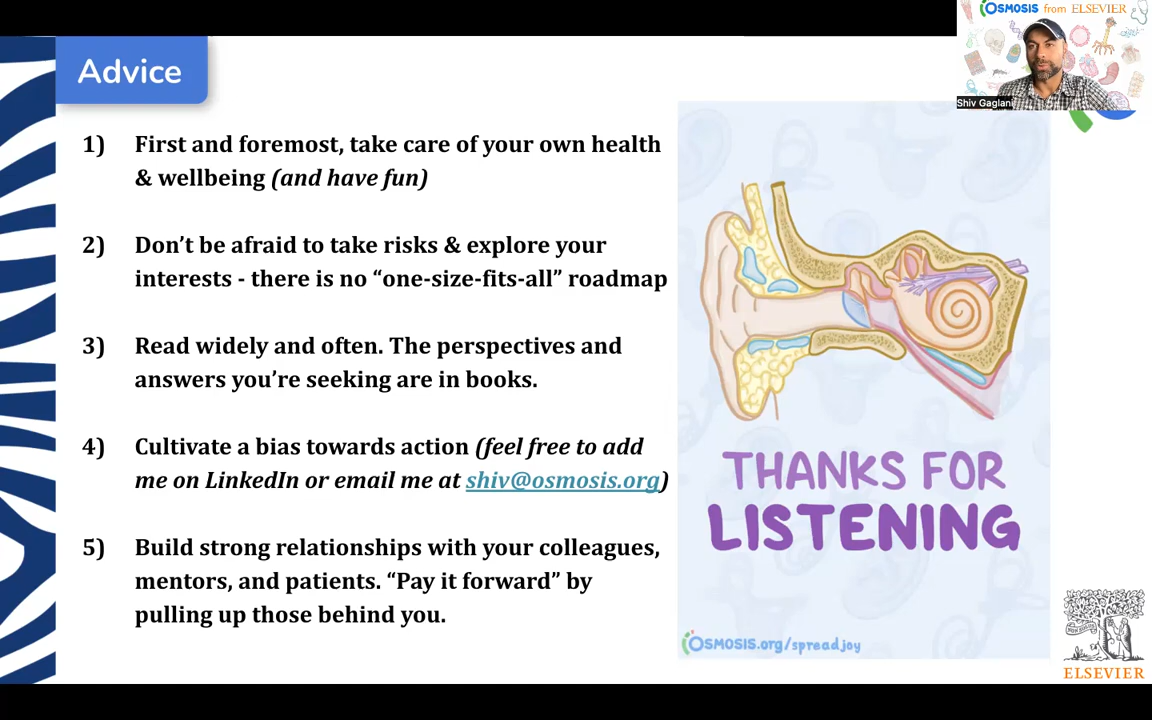 OSMOSIS from ELSEVIER
Shiv Gaglani
Advice
1) First and foremost, take care of your own health
& wellbeing (and have fun)
2) Don’t be afraid to take risks & explore your
interests - there is no “one-size-fits-all” roadmap
3) Read widely and often. The perspectives and
answers you’re seeking are in books.
4) Cultivate a bias towards action (feel free to add
me on LinkedIn or email me at shiv@osmosis.org)
5) Build strong relationships with your colleagues,
mentors, and patients. “Pay it forward” by
pulling up those behind you.
THANKS FOR
LISTENING
OSMOSIS.org/spreadjoy
NON SOLUS
ELSEVIER